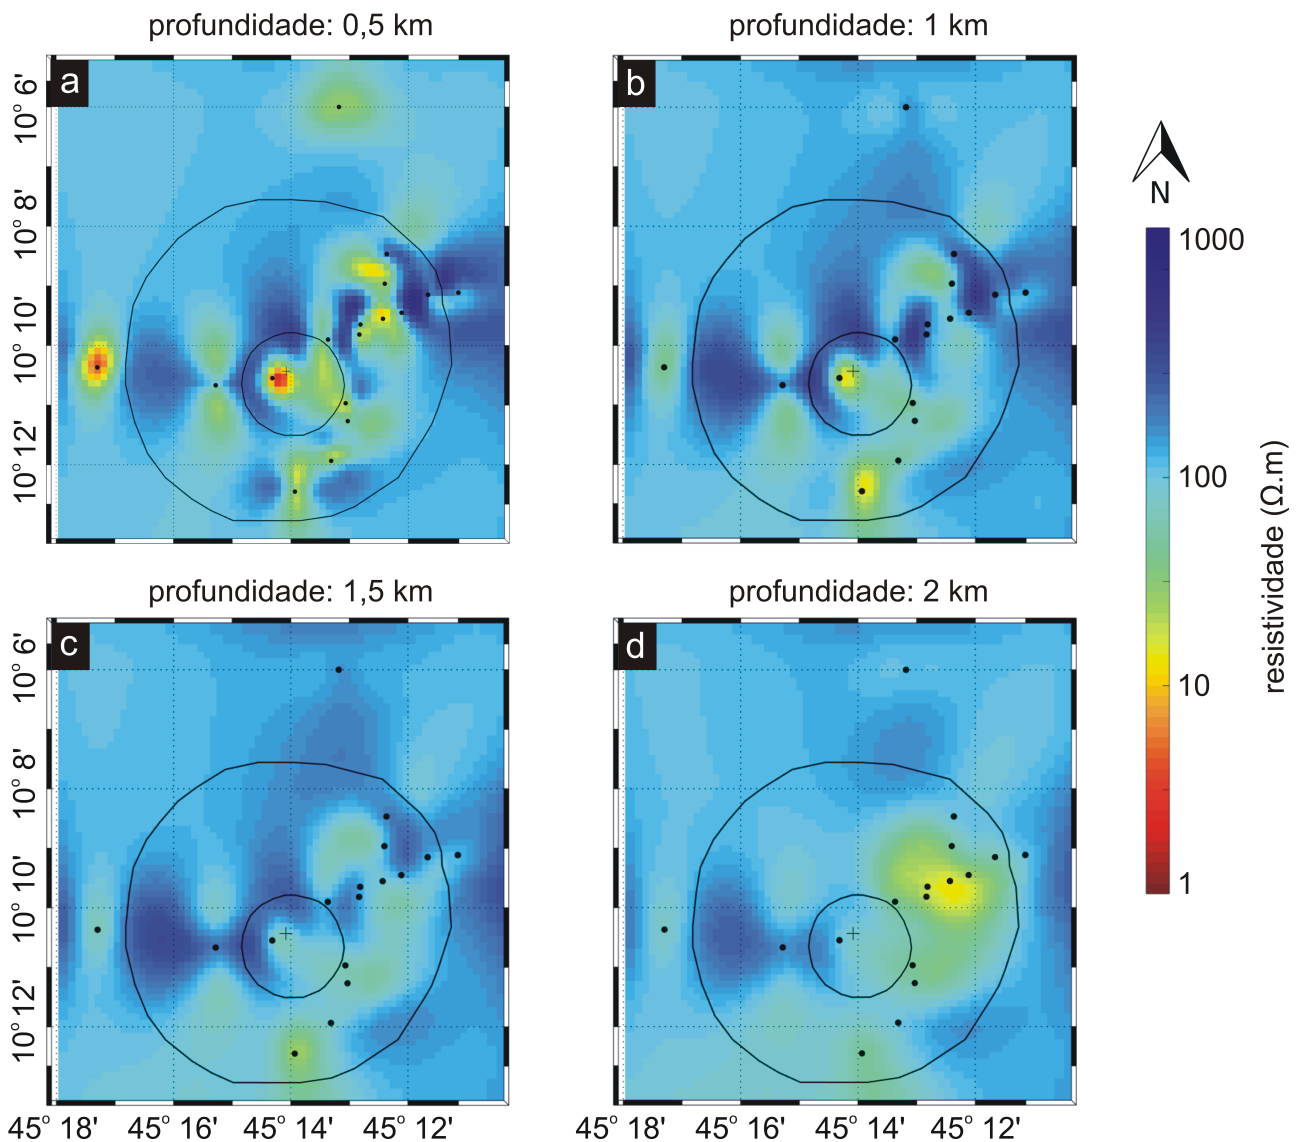 profundidade: 0,5 km
profundidade: 1 km
a
b
10° 6'
10° 8'
10° 10'
10° 12'
N
1000
100
10
1
resistividade (Ω.m)
profundidade: 1,5 km
profundidade: 2 km
c
d
10° 6'
10° 8'
10° 10'
10° 12'
45° 18' 45° 16' 45° 14' 45° 12'
45° 18' 45° 16' 45° 14' 45° 12'